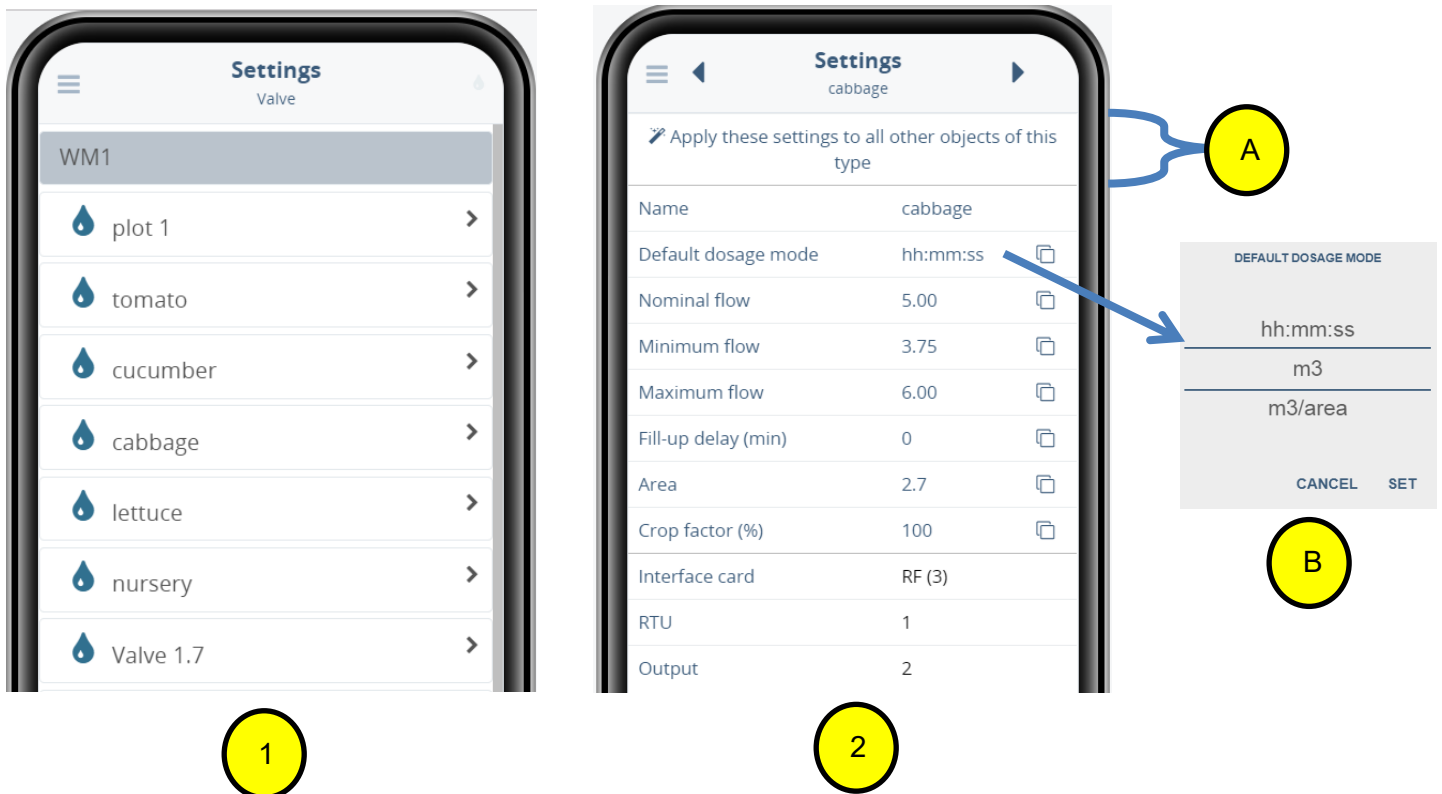 Settings
Valve
WM1
plot 1
tomato
cucumber
cabbage
lettuce
nursery
Valve 1.7
1
Settings
cabbage
Apply these settings to all other objects of this
type
Name cabbage
Default dosage mode hh:mm:ss
Nominal flow 5.00
Minimum flow 3.75
Maximum flow 6.00
Fill-up delay (min) 0
Area 2.7
Crop factor (%) 100
Interface card RF (3)
RTU 1
Output 2
2
A
DEFAULT DOSAGE MODE
hh:mm:ss
m3
m3/area
CANCEL SET
B